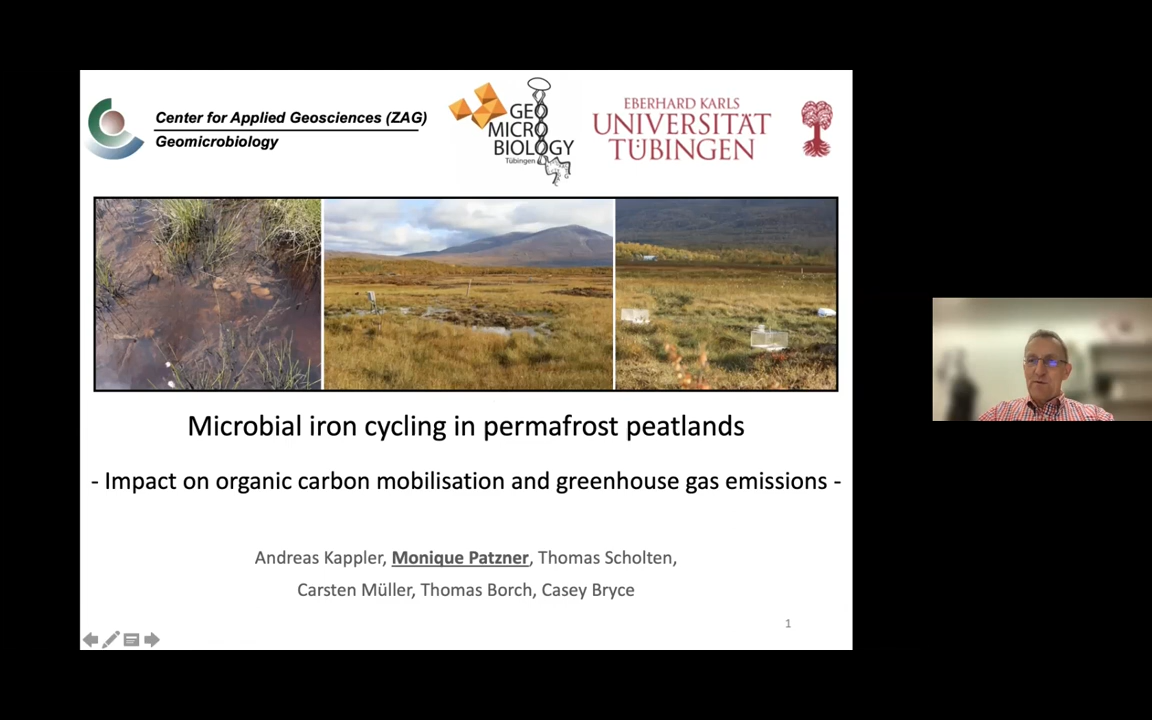 Center for Applied Geosciences (ZAG)
Geomicrobiology
GEO
MICRO
BIOLOGY
Tübingen
EBERHARD KARLS
UNIVERSITÄT
TÜBINGEN
Microbial iron cycling in permafrost peatlands
- Impact on organic carbon mobilisation and greenhouse gas emissions -
Andreas Kappler, Monique Patzner, Thomas Scholten,
Carsten Müller, Thomas Borch, Casey Bryce
1